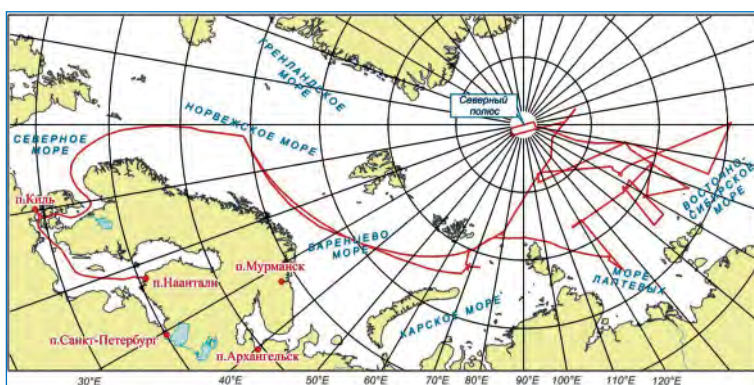 ГРЕНЛАНДСКОЕ
МОРЕ
Северный
полюс
НОРВЕЖСКОЕ МОРЕ
СЕВЕРНОЕ
МОРЕ
ВОСТОЧНО-
СИБИРСКОЕ
МОРЕ
п.Киль
БАРЕНЦЕВО
МОРЕ
п.Мурманск
п.Наантали
МОРЕ
ЛАПТЕВЫХ
КАРСКОЕ МОРЕ
п.Санкт-Петербург
п.Архангельск
30°E
40°E
60°E
70°E
80°E
90°E
100°E
110°E
120°E